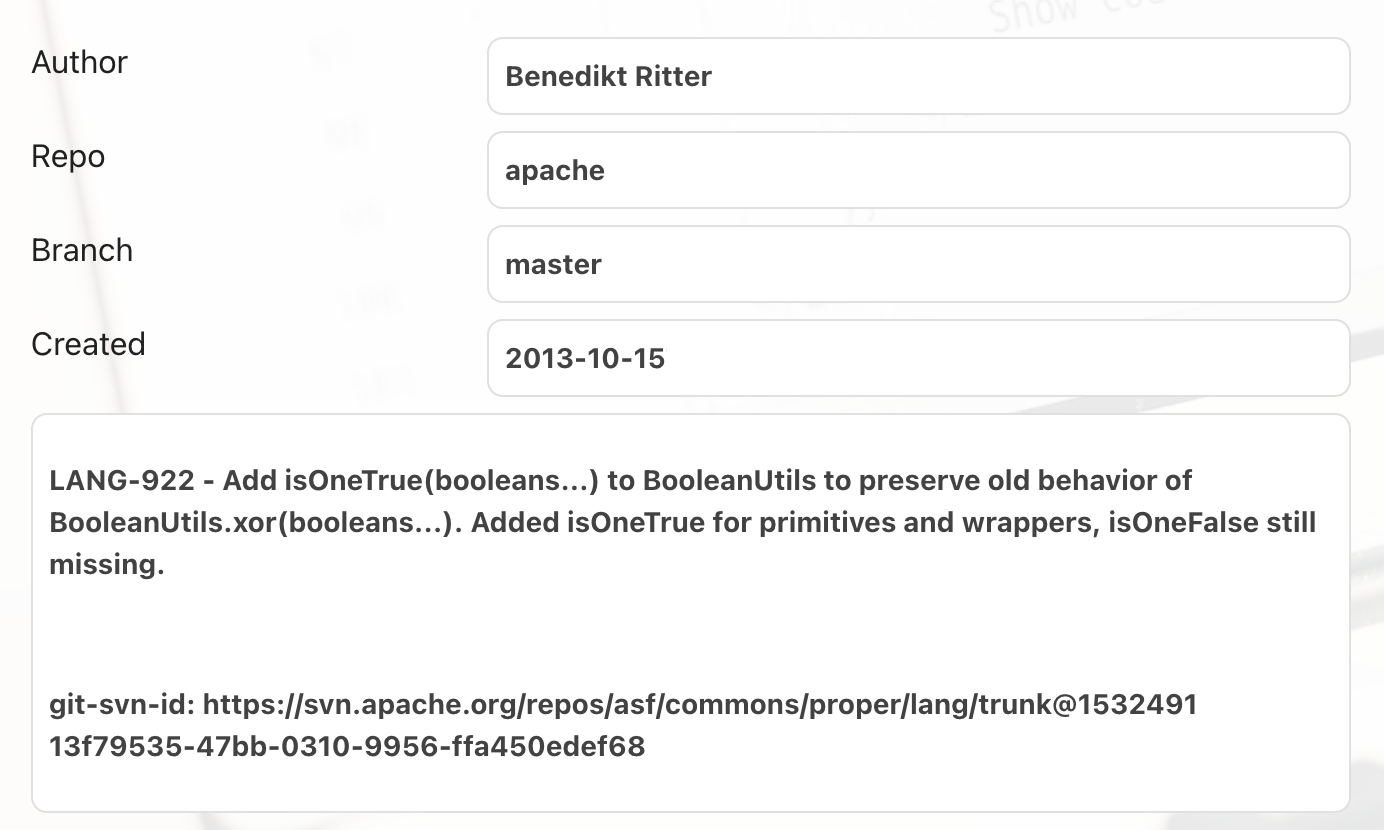 Show
Author
Benedikt Ritter
Repo
apache
Branch
master
Created
2013-10-15
LANG-922 - Add isOneTrue(booleans...) to BooleanUtils to preserve old behavior of
BooleanUtils.xor(booleans...). Added isOneTrue for primitives and wrappers, isOneFalse still
missing.
git-svn-id: https://svn.apache.org/repos/asf/commons/proper/lang/trunk@1532491
13f79535-47bb-0310-9956-ffa450edef68